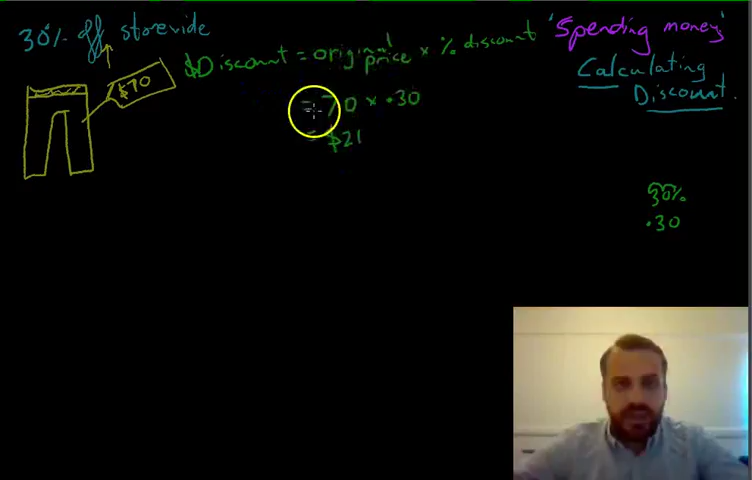 30% off storewide
$70
$Discount = original price × % discount
= 70 × .30
= $21
'Spending money'
Calculating
Discount.
30%
.30